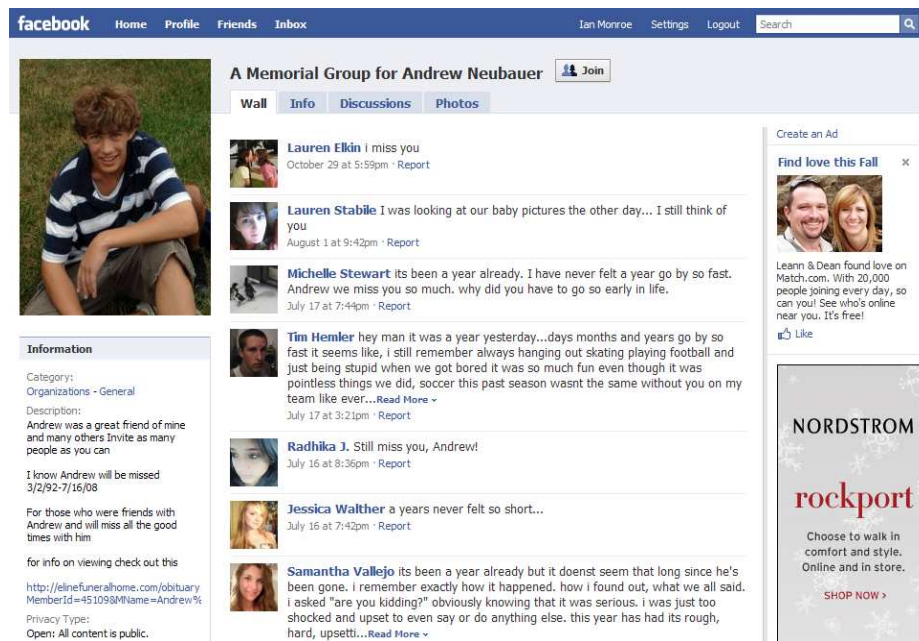 facebook Home Profile Friends Inbox Ian Monroe Settings Logout Search
A Memorial Group for Andrew Neubauer Join
Wall Info Discussions Photos
Lauren Elkin i miss you
October 29 at 5:59pm · Report
Lauren Stabile I was looking at our baby pictures the other day... I still think of
you
August 1 at 9:42pm · Report
Michelle Stewart its been a year already. I have never felt a year go by so fast.
Andrew we miss you so much. why did you have to go so early in life.
July 17 at 7:44pm · Report
Tim Hemler hey man it was a year yesterday...days months and years go by so
fast it seems like, i still remember always hanging out skating playing football and
just being stupid when we got bored it was so much fun even though it was
pointless things we did, soccer this past season wasnt the same without you on my
team like ever...Read More
July 17 at 3:21pm · Report
Radhika J. Still miss you, Andrew!
July 16 at 8:36pm · Report
Jessica Walther a years never felt so short...
July 16 at 7:42pm · Report
Samantha Vallejo its been a year already but it doenst seem that long since he's
been gone. i remember exactly how it happened. how i found out, what we all said.
i asked "are you kidding?" obviously knowing that it was serious. i was just too
shocked and upset to even say or do anything else. this year has had its rough,
hard, upsetti...Read More
Information
Category:
Organizations - General
Description:
Andrew was a great friend of mine
and many others Invite as many
people as you can
I know Andrew will be missed
3/2/92-7/16/08
For those who were friends with
Andrew and will miss all the good
times with him
for info on viewing check out this
http://elinefuneralhome.com/obituary
MemberId=45109&MName=Andrew%
Privacy Type:
Open: All content is public.
Create an Ad
Find love this Fall x
Leann & Dean found love on
Match.com. With 20,000
people joining every day, so
can you! See who's online
near you. It's free!
Like
NORDSTROM
rockport
Choose to walk in
comfort and style.
Online and in store.
SHOP NOW >